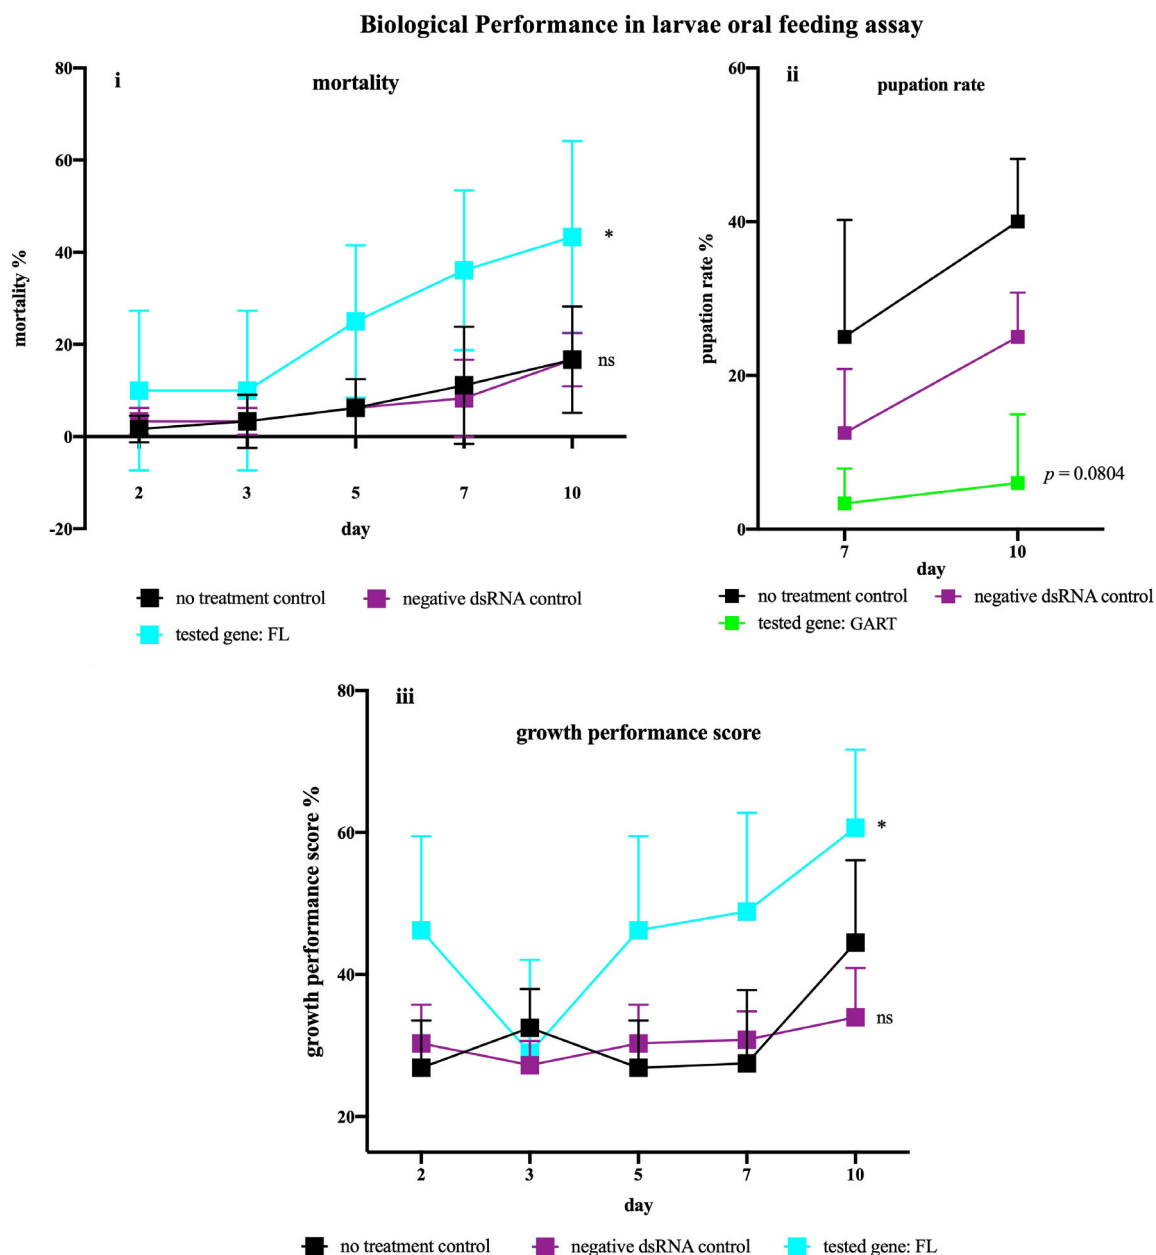 Biological Performance in larvae oral feeding assay
i
mortality
80
60
40
20
0
-20
mortality %
2 3 5 7 10
day
*
ns
no treatment control
negative dsRNA control
tested gene: FL
ii
pupation rate
60
40
20
0
pupation rate %
p = 0.0804
7 10
day
no treatment control
negative dsRNA control
tested gene: GART
iii
growth performance score
80
60
40
20
growth performance score %
*
ns
2 3 5 7 10
day
no treatment control
negative dsRNA control
tested gene: FL